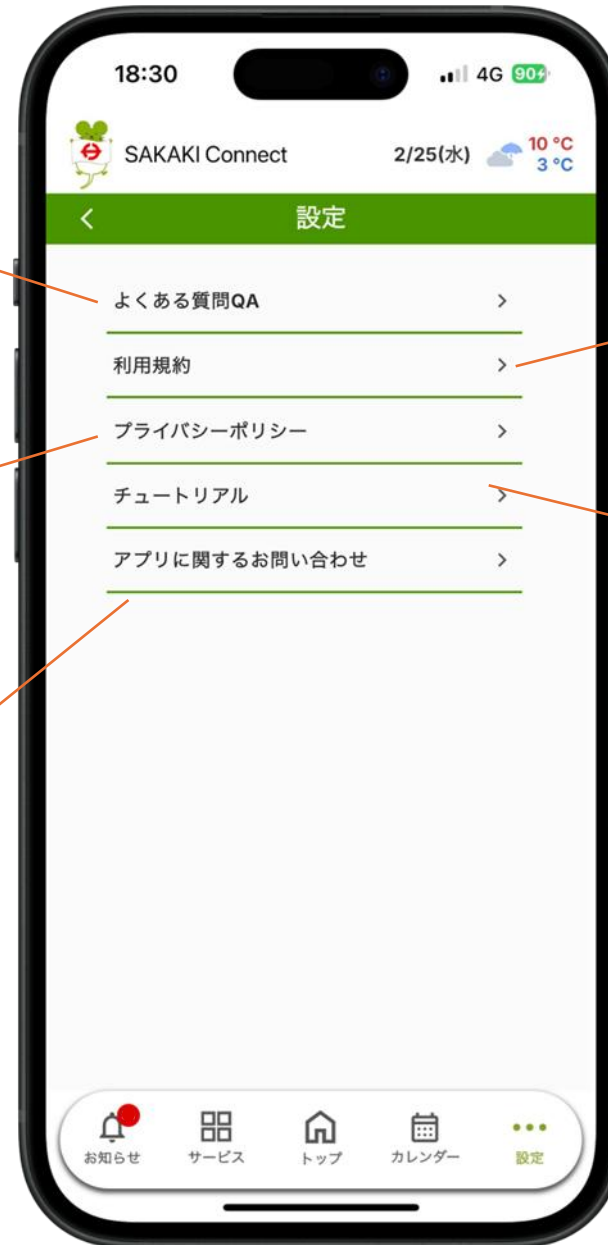 18:30
4G 90
SAKAKI Connect 2/25(水) 10 °C
3 °C
設定
よくある質問QA
利用規約
プライバシーポリシー
チュートリアル
アプリに関するお問い合わせ
お知らせ サービス トップ カレンダー 設定